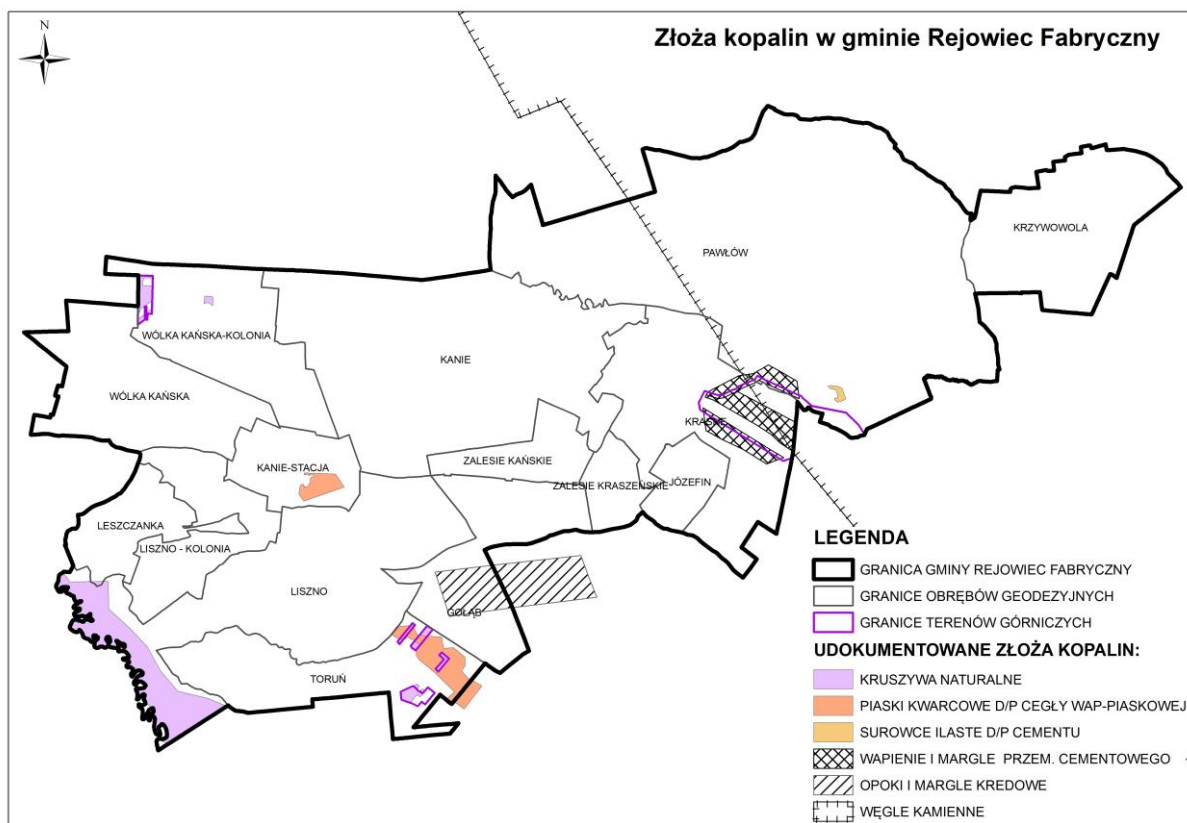 N
Złoża kopalin w gminie Rejowiec Fabryczny
KRZYWOWOLA
PAWŁÓW
WÓLKA KAŃSKA-KOLONIA
KANIE
WÓLKA KAŃSKA
KRASNE
KANIE-STACJA
ZALESIE KAŃSKIE
ZALESIE KRASZEŃSKIE
JÓZEFIN
LESZCZANKA
LISZNO - KOLONIA
LISZNO
GOŁĄB
TORUŃ
LEGENDA
GRANICA GMINY REJOWIEC FABRYCZNY
GRANICE OBRĘBÓW GEODEZYJNYCH
GRANICE TERENÓW GÓRNICZYCH
UDOKUMENTOWANE ZŁOŻA KOPALIN:
KRUSZYWA NATURALNE
PIASKI KWARCOWE D/P CEGŁY WAP-PIASKOWEJ
SUROWCE ILASTE D/P CEMENTU
WAPIENIE I MARGLE PRZEM. CEMENTOWEGO
OPOKI I MARGLE KREDOWE
WĘGLE KAMIENNE